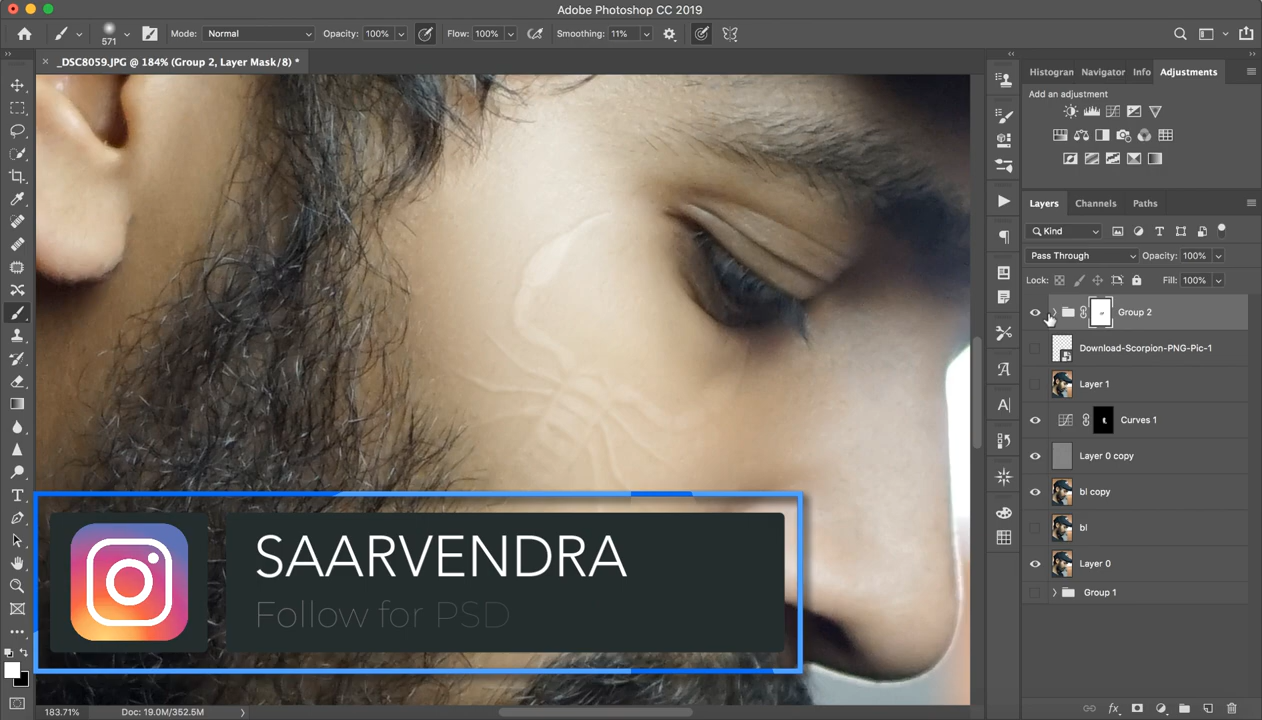 Adobe Photoshop CC 2019
571
Mode: Normal
Opacity: 100%
Flow: 100%
Smoothing: 11%
_DSC8059.JPG @ 184% (Group 2, Layer Mask/8) *
Histogran
Navigator
Info
Adjustments
Add an adjustment
Layers
Channels
Paths
Kind
Pass Through
Opacity: 100%
Lock:
Fill: 100%
Group 2
Download-Scorpion-PNG-Pic-1
Layer 1
Curves 1
Layer 0 copy
bl copy
bl
Layer 0
Group 1
SAARVENDRA
Follow for PSD
183.71%
Doc: 19.0M/352.5M